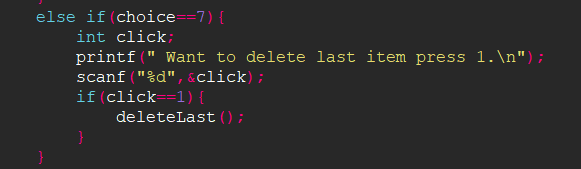 else if(choice==7){
int click;
printf(" Want to delete last item press 1.\n");
scanf("%d",&click);
if(click==1){
deleteLast();
}
}